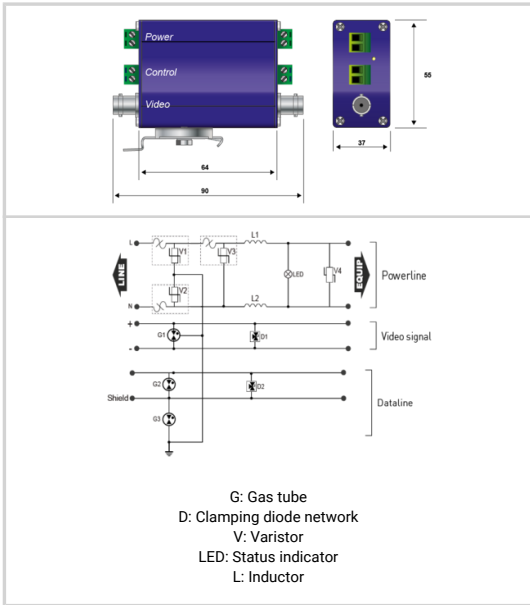 Power
Control
Video
64
90
37
55
LINE
EQUIP
L
N
V1
V2
V3
V4
L1
L2
LED
Powerline
+
-
G1
D1
Video signal
G2
D2
Shield
G3
Dataline
G: Gas tube
D: Clamping diode network
V: Varistor
LED: Status indicator
L: Inductor